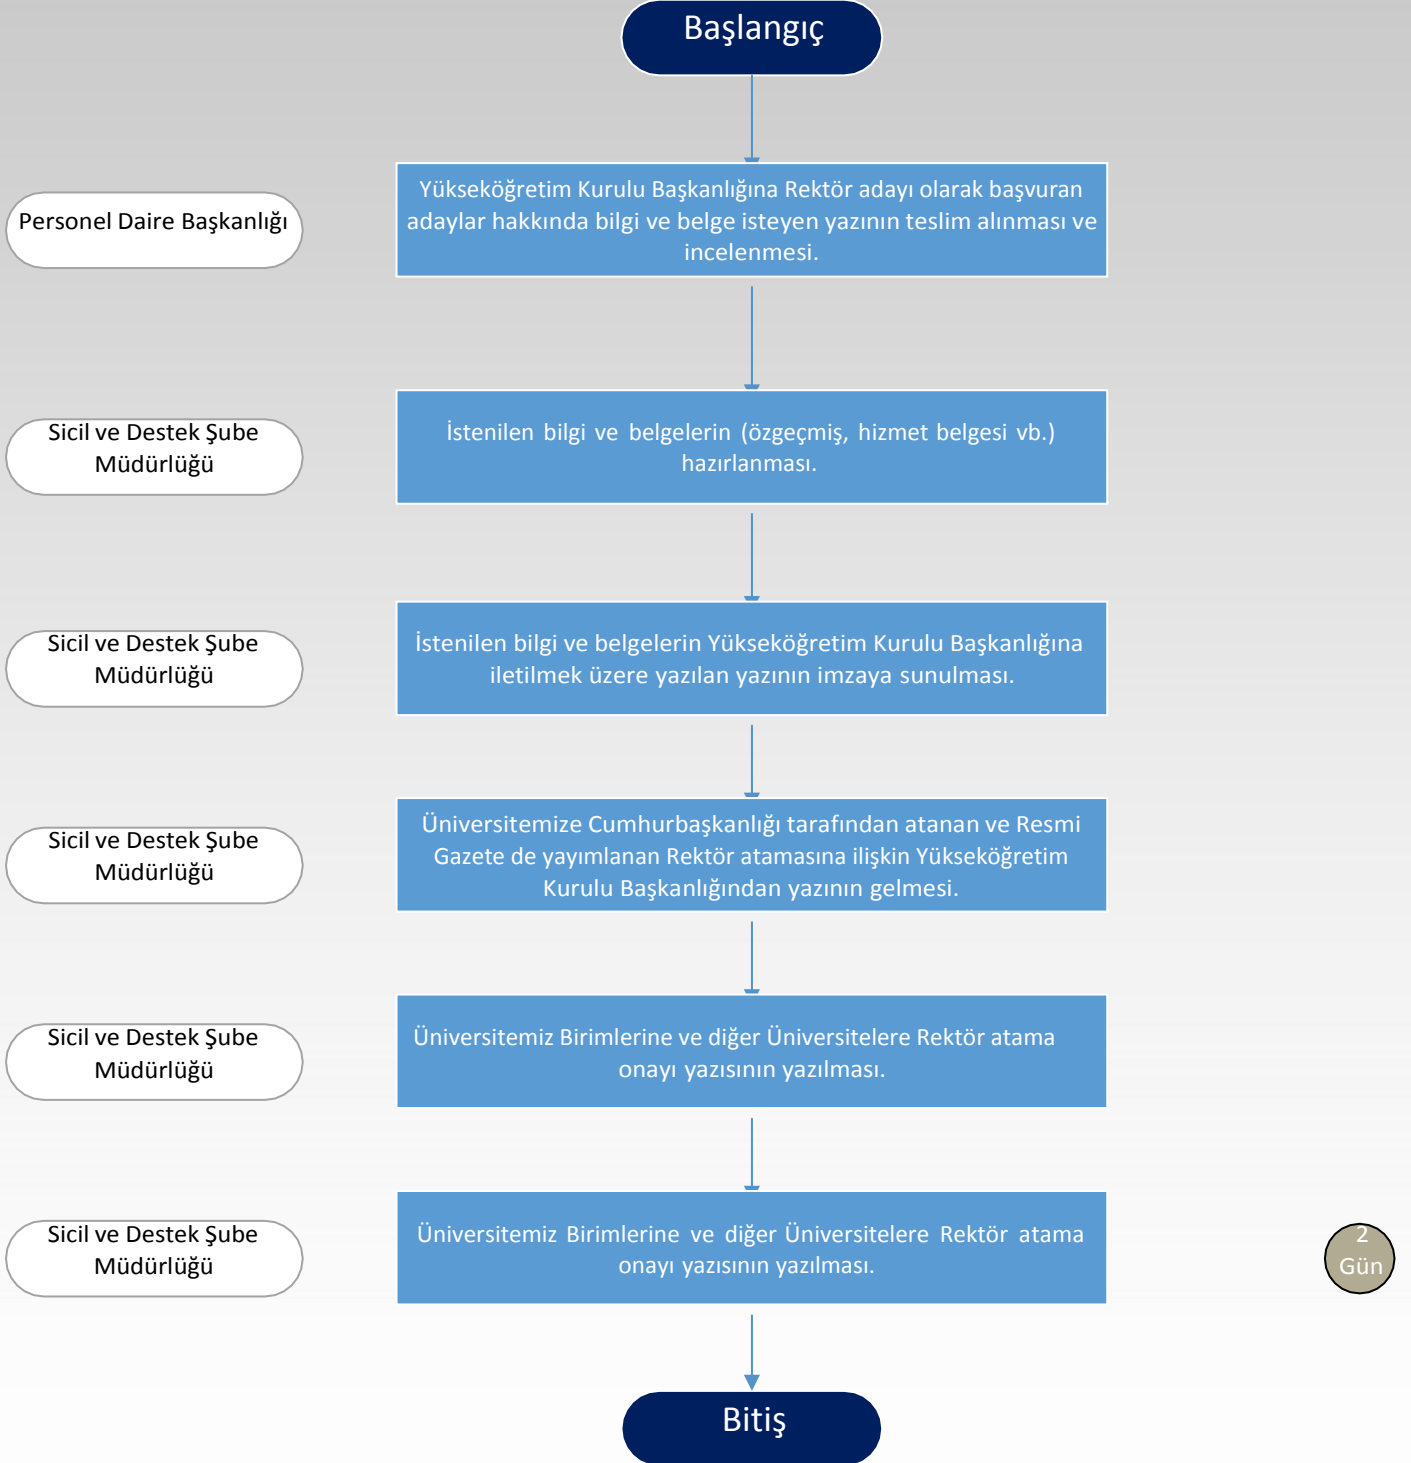 Başlangıç
Personel Daire Başkanlığı
Yükseköğretim Kurulu Başkanlığına Rektör adayı olarak başvuran
adaylar hakkında bilgi ve belge isteyen yazının teslim alınması ve
incelenmesi.
Sicil ve Destek Şube
Müdürlüğü
İstenilen bilgi ve belgelerin (özgeçmiş, hizmet belgesi vb.)
hazırlanması.
Sicil ve Destek Şube
Müdürlüğü
İstenilen bilgi ve belgelerin Yükseköğretim Kurulu Başkanlığına
iletilmek üzere yazılan yazının imzaya sunulması.
Sicil ve Destek Şube
Müdürlüğü
Üniversitemize Cumhurbaşkanlığı tarafından atanan ve Resmi
Gazete de yayımlanan Rektör atamasına ilişkin Yükseköğretim
Kurulu Başkanlığından yazının gelmesi.
Sicil ve Destek Şube
Müdürlüğü
Üniversitemiz Birimlerine ve diğer Üniversitelere Rektör atama
onayı yazısının yazılması.
Sicil ve Destek Şube
Müdürlüğü
Üniversitemiz Birimlerine ve diğer Üniversitelere Rektör atama
onayı yazısının yazılması.
2
Gün
Bitiş